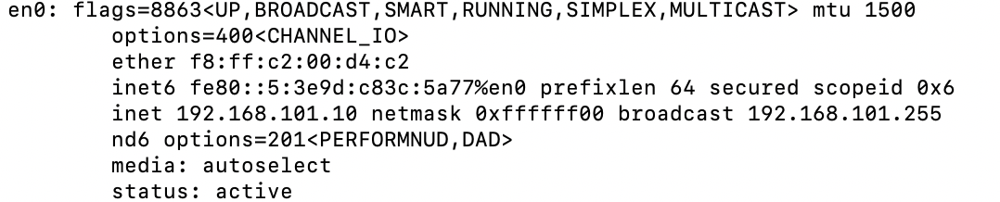 en0: flags=8863<UP,BROADCAST,SMART,RUNNING,SIMPLEX,MULTICAST> mtu 1500
options=400<CHANNEL_IO>
ether f8:ff:c2:00:d4:c2
inet6 fe80::5:3e9d:c83c:5a77%en0 prefixlen 64 secured scopeid 0x6
inet 192.168.101.10 netmask 0xffffff00 broadcast 192.168.101.255
nd6 options=201<PERFORMNUD,DAD>
media: autoselect
status: active